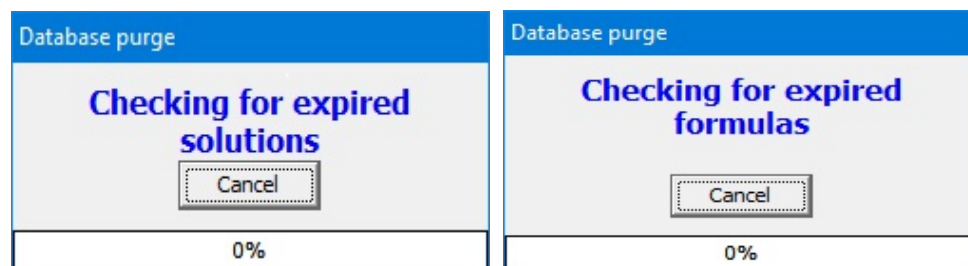 Database purge
Checking for expired
solutions
Cancel
0%
Database purge
Checking for expired
formulas
Cancel
0%